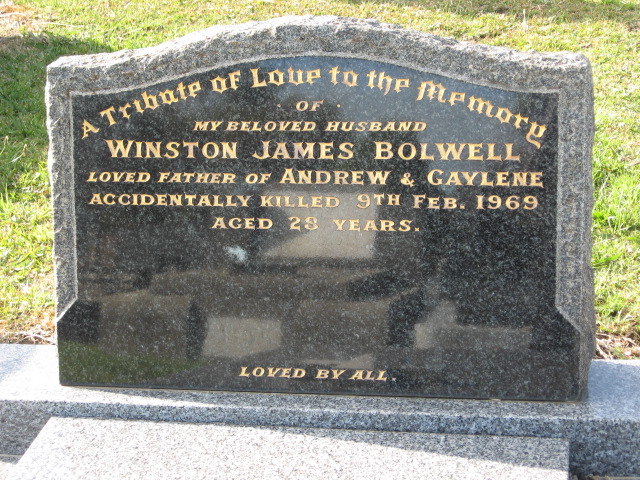 A Tribute of Love to the Memory
OF
MY BELOVED HUSBAND
WINSTON JAMES BOLWELL
LOVED FATHER OF ANDREW & GAYLENE
ACCIDENTALLY KILLED 9TH FEB. 1969
AGED 28 YEARS.
LOVED BY ALL.